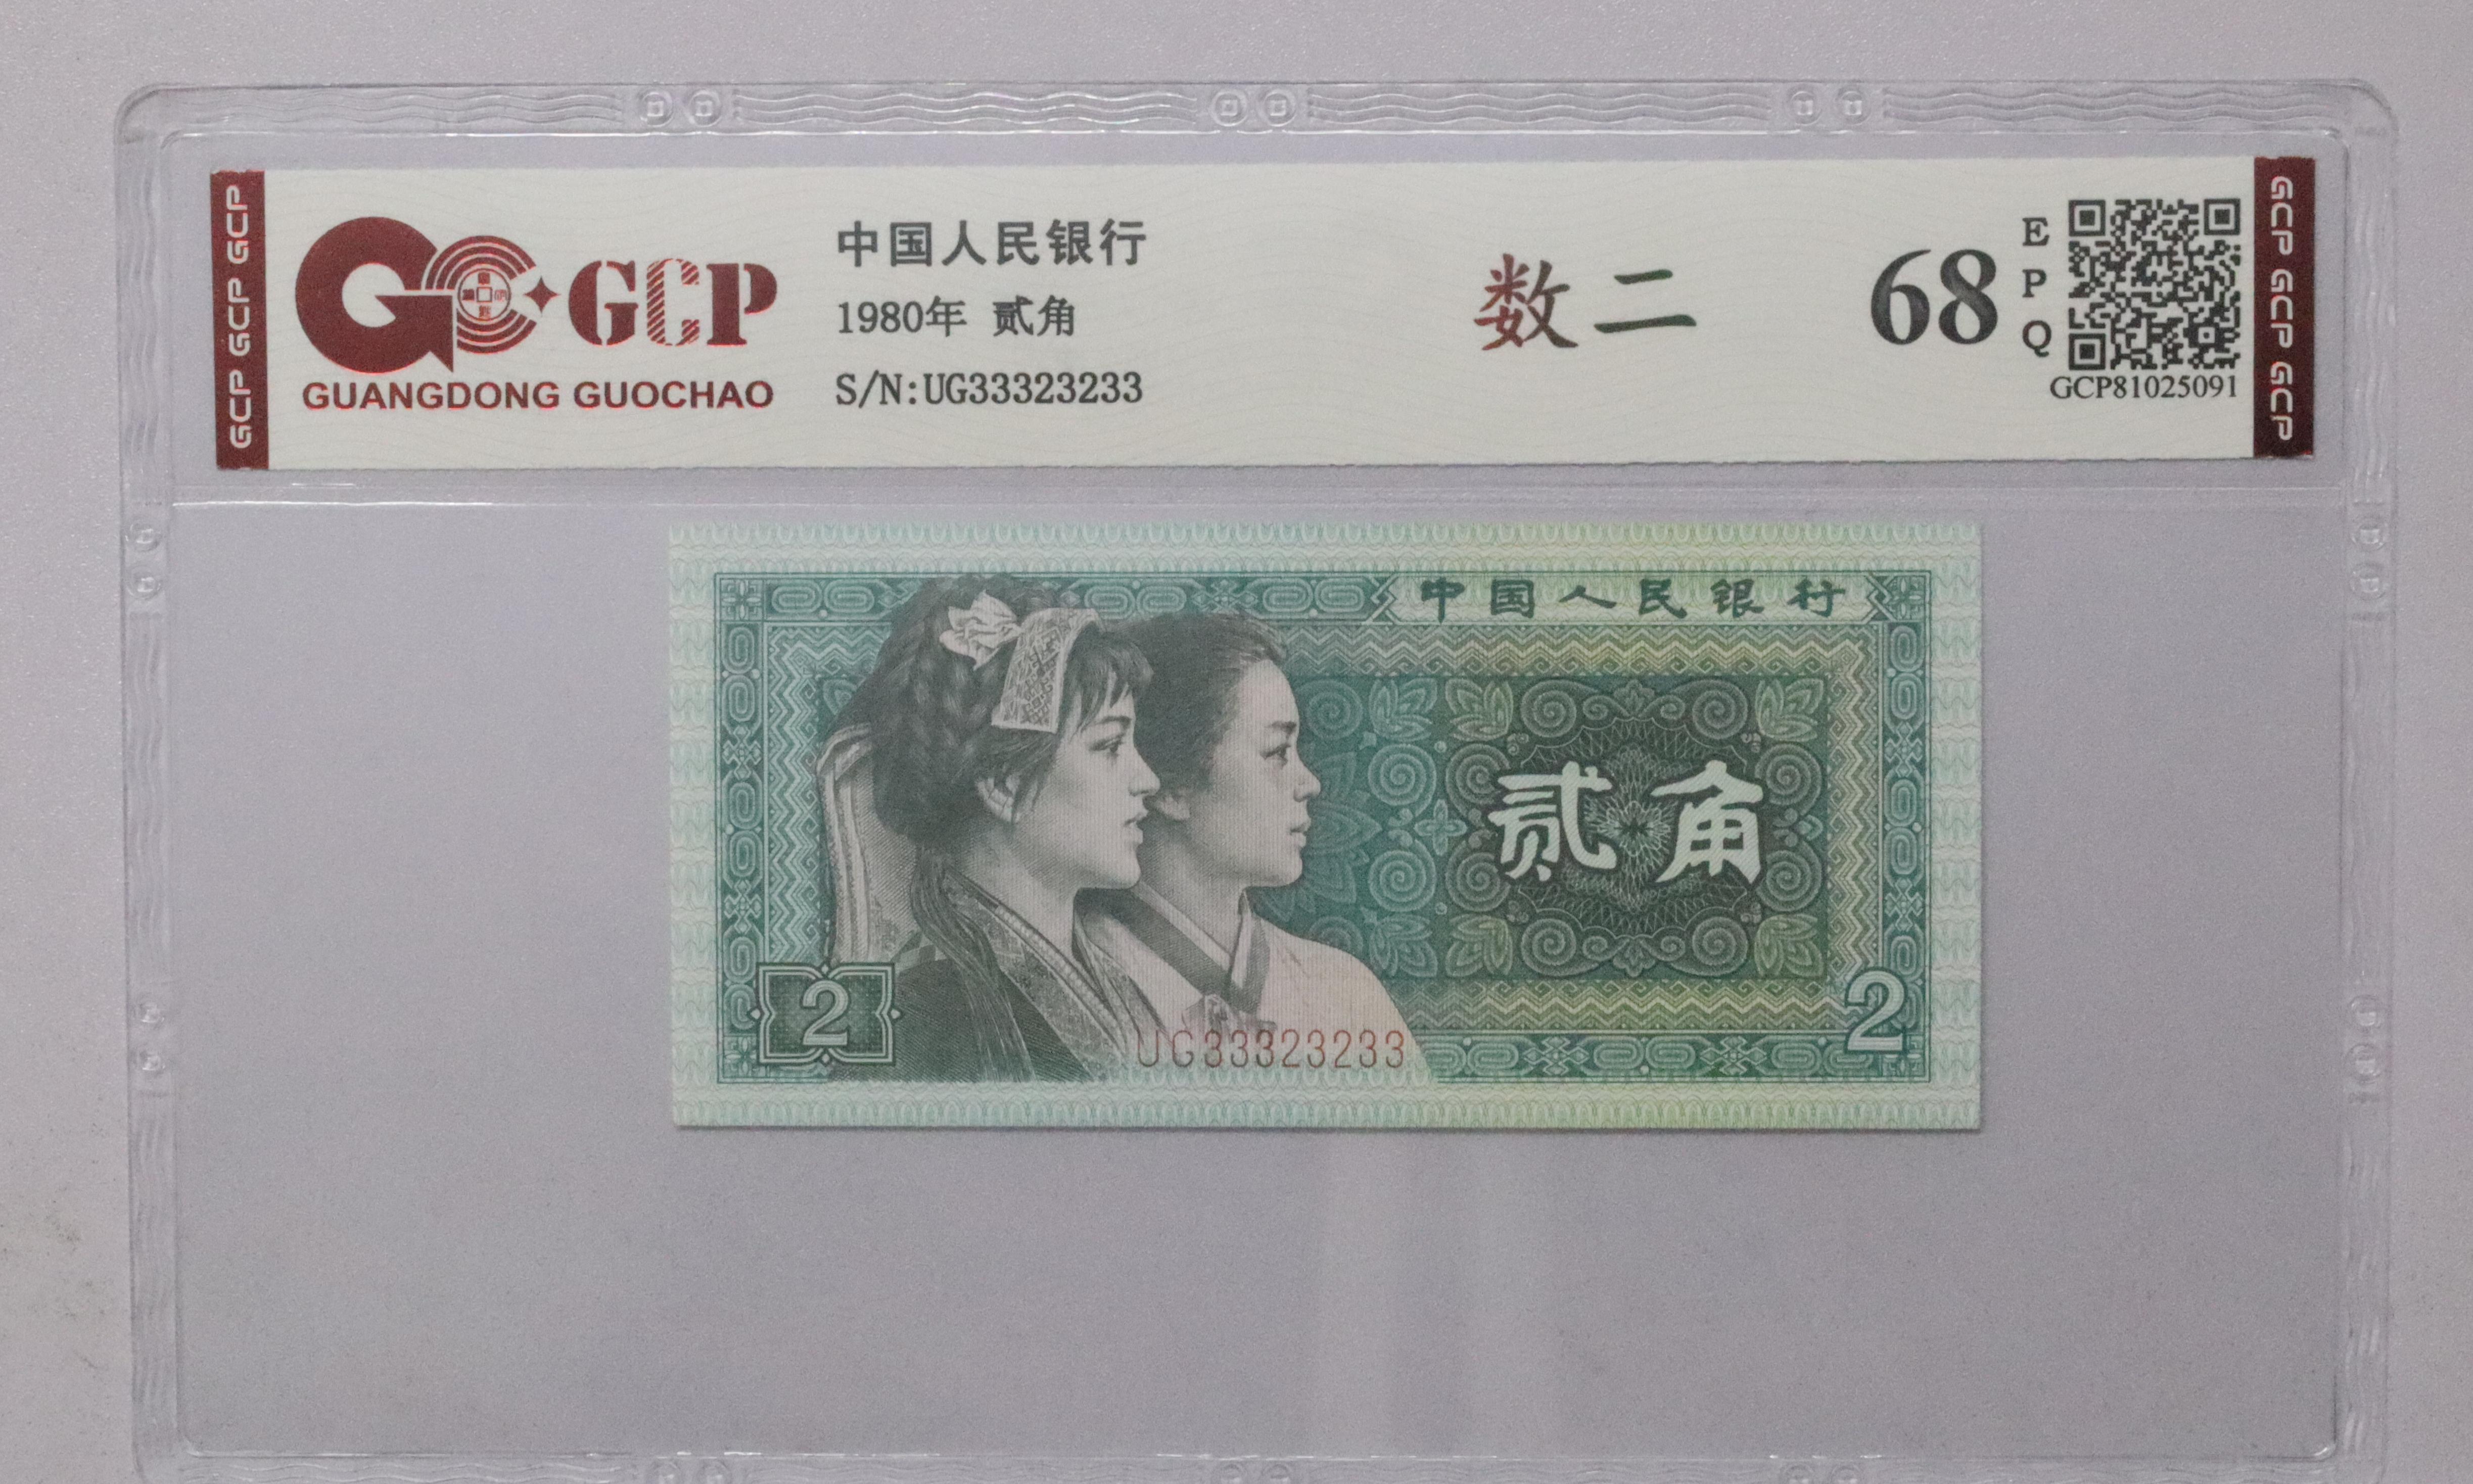 GCP GCP GCP
GCP
GUANGDONG GUOCHAO
中国人民银行
1980年 贰角
S/N:UG33323233
数二
68
E
P
Q
GCP81025091
GCP GCP GCP
中国人民银行
贰角
2
UG33323233
2